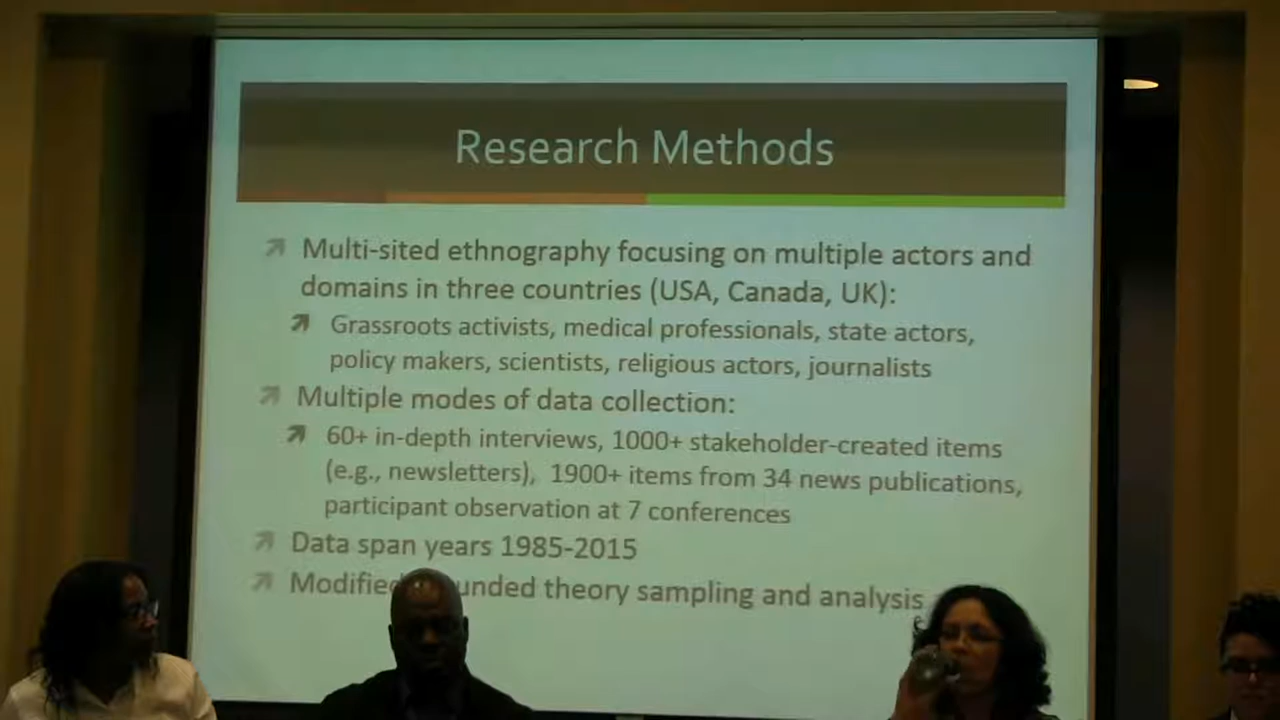 Research Methods
Multi-sited ethnography focusing on multiple actors and
domains in three countries (USA, Canada, UK):
Grassroots activists, medical professionals, state actors,
policy makers, scientists, religious actors, journalists
Multiple modes of data collection:
60+ in-depth interviews, 1000+ stakeholder-created items
(e.g., newsletters), 1900+ items from 34 news publications,
participant observation at 7 conferences
Data span years 1985-2015
Modified unded theory sampling and analysis